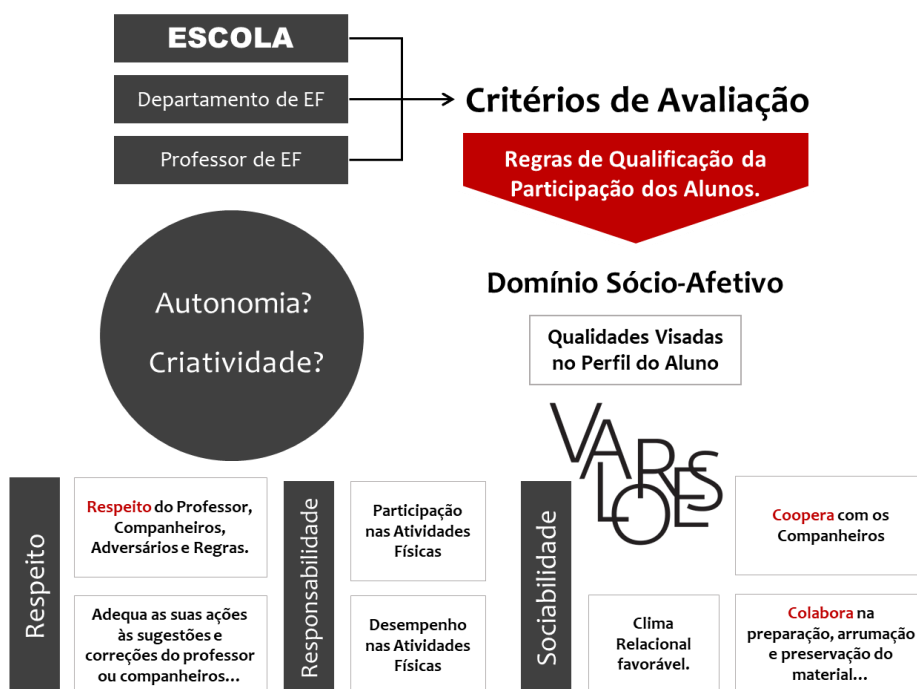 ESCOLA
Departamento de EF
Professor de EF
Critérios de Avaliação
Regras de Qualificação da
Participação dos Alunos.
Autonomia?
Criatividade?
Domínio Sócio-Afetivo
Qualidades Visadas
no Perfil do Aluno
VALORES
Respeito
Respeito do Professor,
Companheiros,
Adversários e Regras.
Adequa as suas ações
às sugestões e
correções do professor
ou companheiros...
Responsabilidade
Participação
nas Atividades
Físicas
Desempenho
nas Atividades
Físicas
Sociabilidade
Clima
Relacional
favorável.
Coopera com os
Companheiros
Colabora na
preparação, arrumação
e preservação do
material...